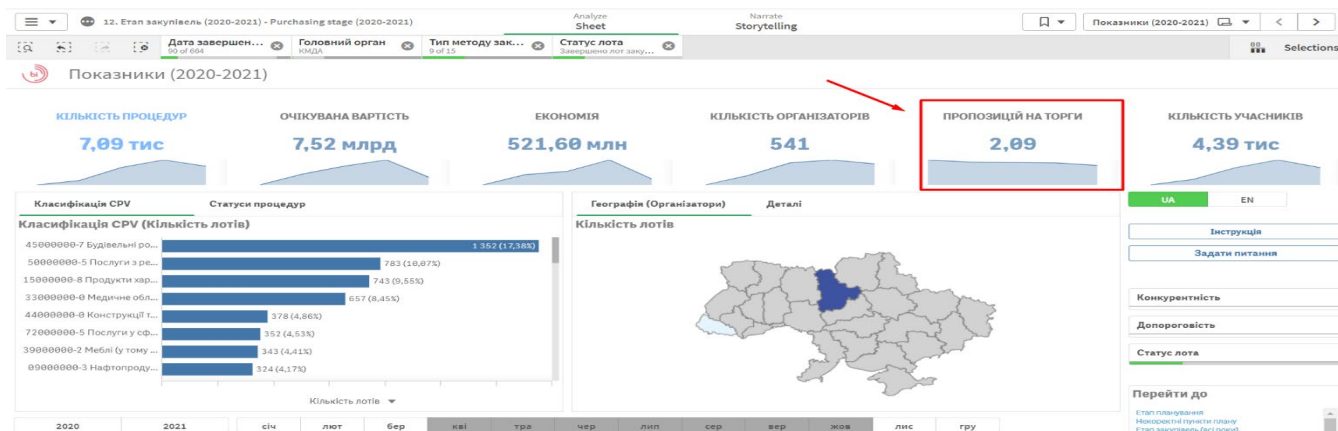 12. Етап закупівель (2020-2021) - Purchasing stage (2020-2021)
Analyze
Sheet
Narrate
Storytelling
Показники (2020-2021)
Дата завершен...
90 of 664
Головний орган
КМДА
Тип методу зак...
9 of 15
Статус лота
Завершено лот заку...
Selections
bi
Показники (2020-2021)
КІЛЬКІСТЬ ПРОЦЕДУР
7,09 тис
ОЧІКУВАНА ВАРТІСТЬ
7,52 млрд
ЕКОНОМІЯ
521,60 млн
КІЛЬКІСТЬ ОРГАНІЗАТОРІВ
541
ПРОПОЗИЦІЙ НА ТОРГИ
2,09
КІЛЬКІСТЬ УЧАСНИКІВ
4,39 тис
Класифікація CPV
Статуси процедур
Класифікація CPV (Кількість лотів)
45000000-7 Будівельні ро...
1 352 (17,38%)
50000000-5 Послуги з ре...
783 (10,07%)
15000000-8 Продукти хар...
743 (9,55%)
33000000-0 Медичне обл...
657 (8,45%)
44000000-0 Конструкції т...
378 (4,86%)
72000000-5 Послуги у сф...
352 (4,53%)
39000000-2 Меблі (у тому ...
343 (4,41%)
09000000-3 Нафтопроду...
324 (4,17%)
Кількість лотів
Географія (Організатори)
Деталі
Кількість лотів
UA
EN
Інструкція
Задати питання
Конкурентність
Допороговість
Статус лота
Перейти до
Етап планування
Некоректні пункти плану
Етап закупівель (всі роки)
2020
2021
січ
лют
бер
кві
тра
чер
лип
сер
вер
жов
лис
гру